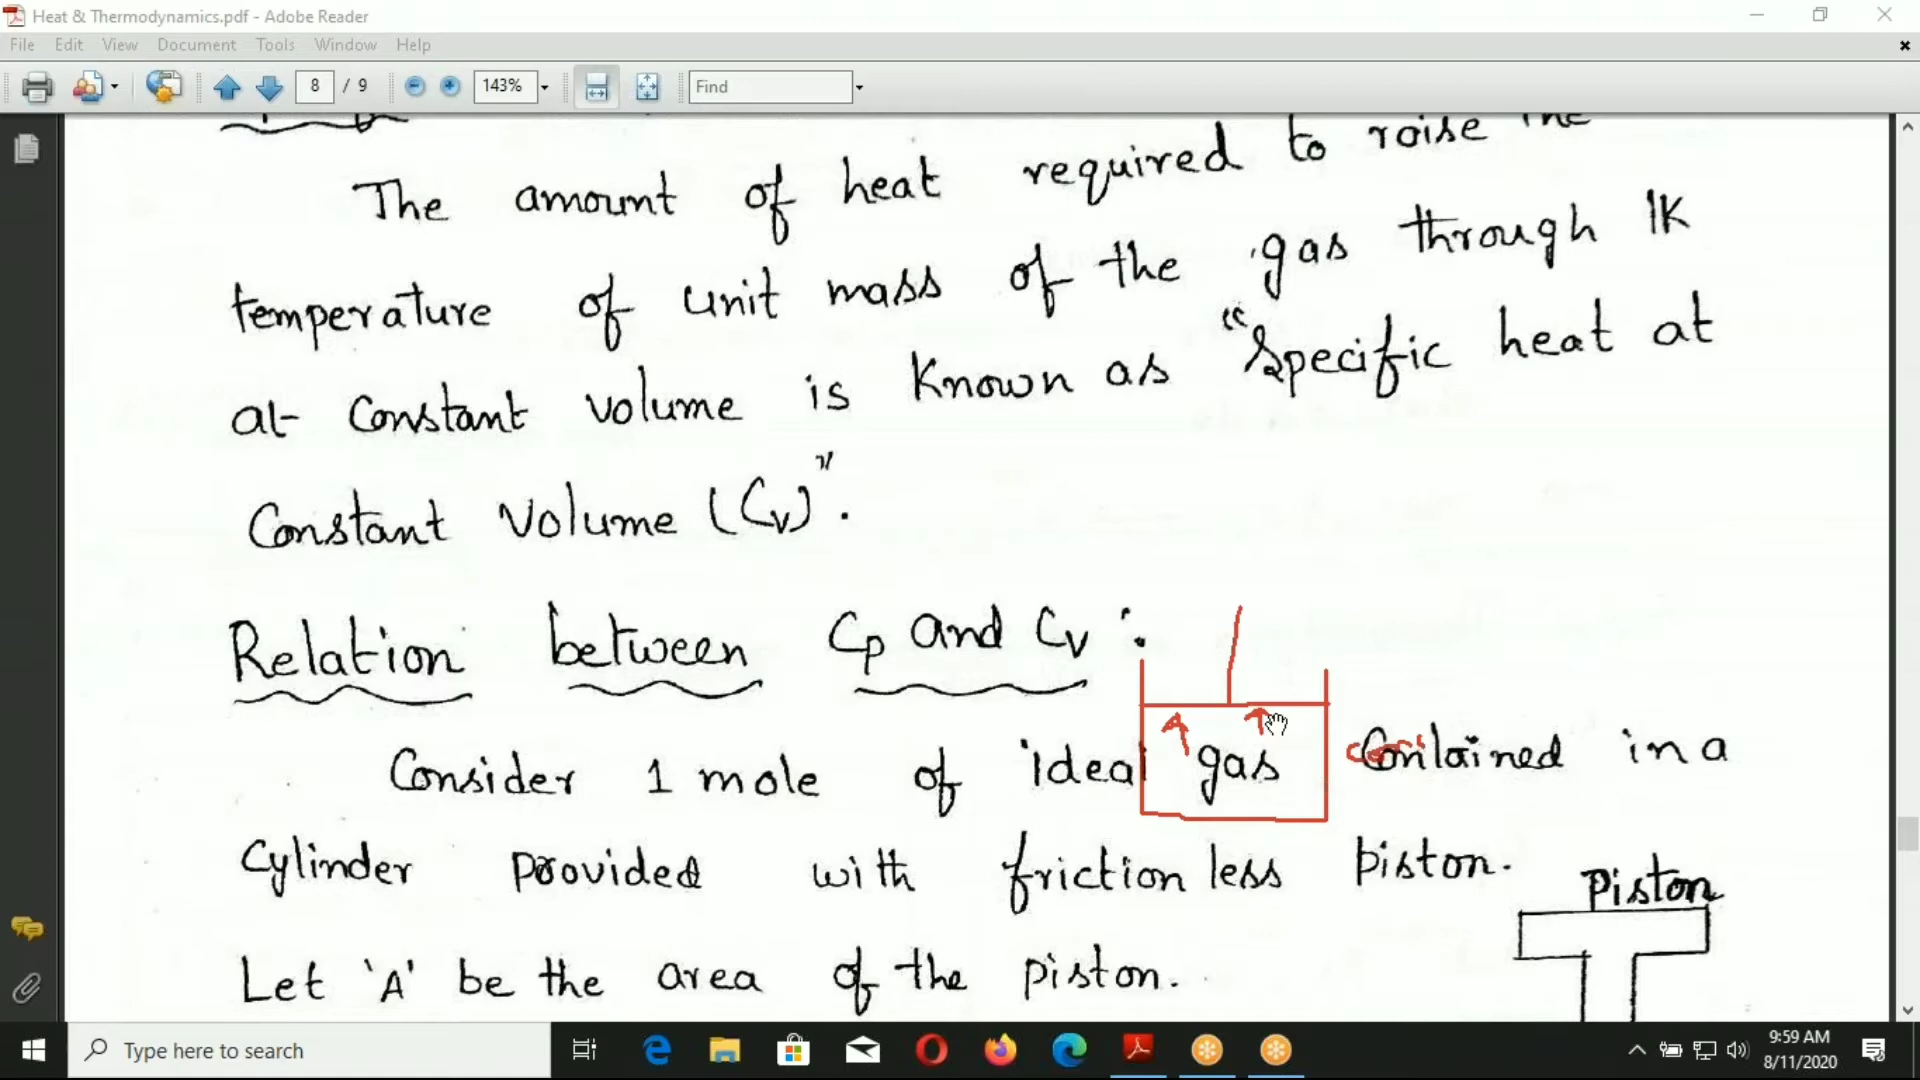 Heat & Thermodynamics.pdf - Adobe Reader
File Edit View Document Tools Window Help
8 / 9 143% Find
The amount of heat required to raise the
temperature of unit mass of the gas through 1K
at constant volume is known as "Specific heat at
Constant Volume (Cv)".
Relation between Cp and Cv :
Consider 1 mole of ideal gas Contained in a
Cylinder provided with friction less piston.
Piston
Let 'A' be the area of the piston.
Type here to search
9:59 AM
8/11/2020